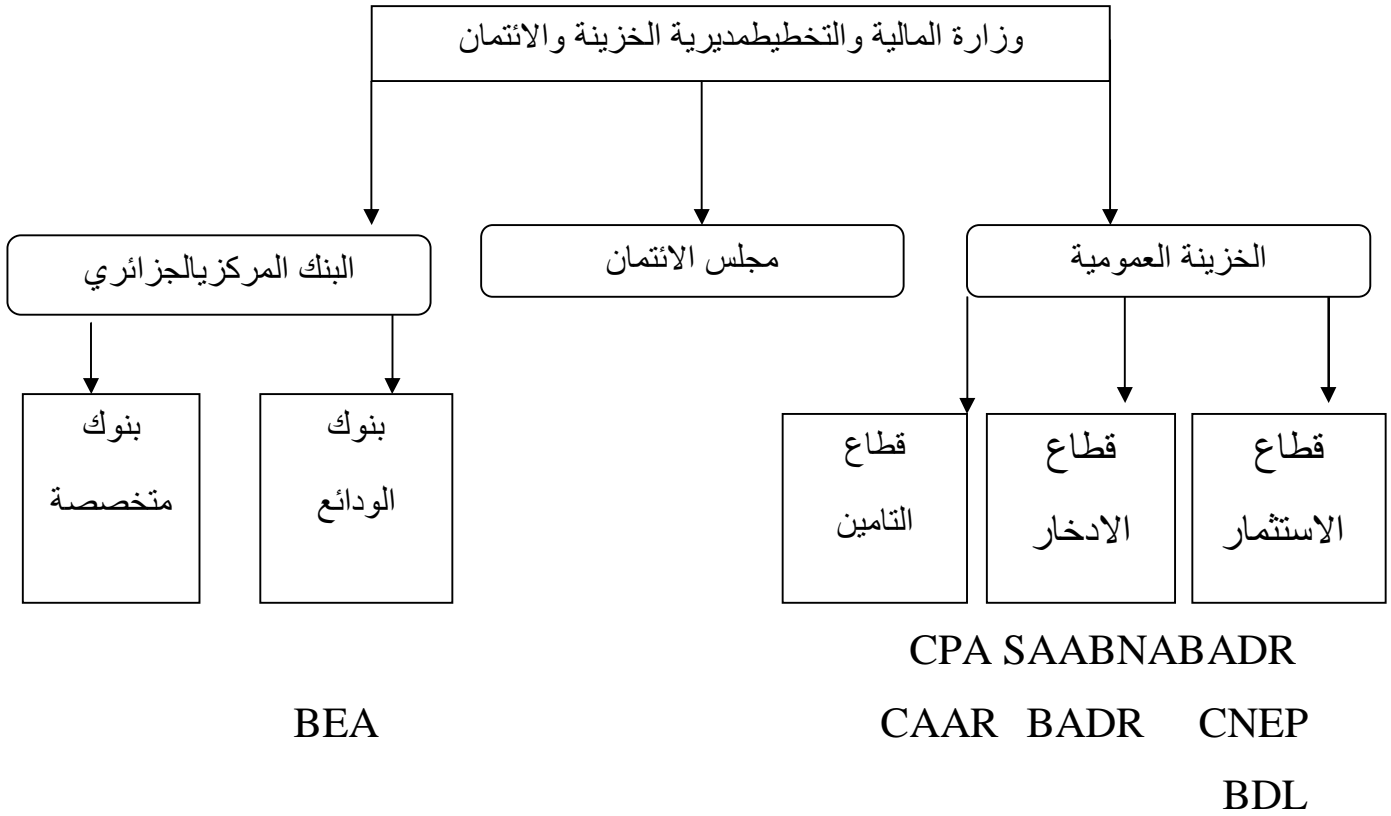 وزارة المالية والتخطيطمديرية الخزينة والائتمان
الخزينة العمومية
مجلس الائتمان
البنك المركزيالجزائري
قطاع
الاستثمار
قطاع
الادخار
قطاع
التامين
بنوك
الودائع
بنوك
متخصصة
CPA SAABNABADR
BEA CAAR BADR CNEP
BDL